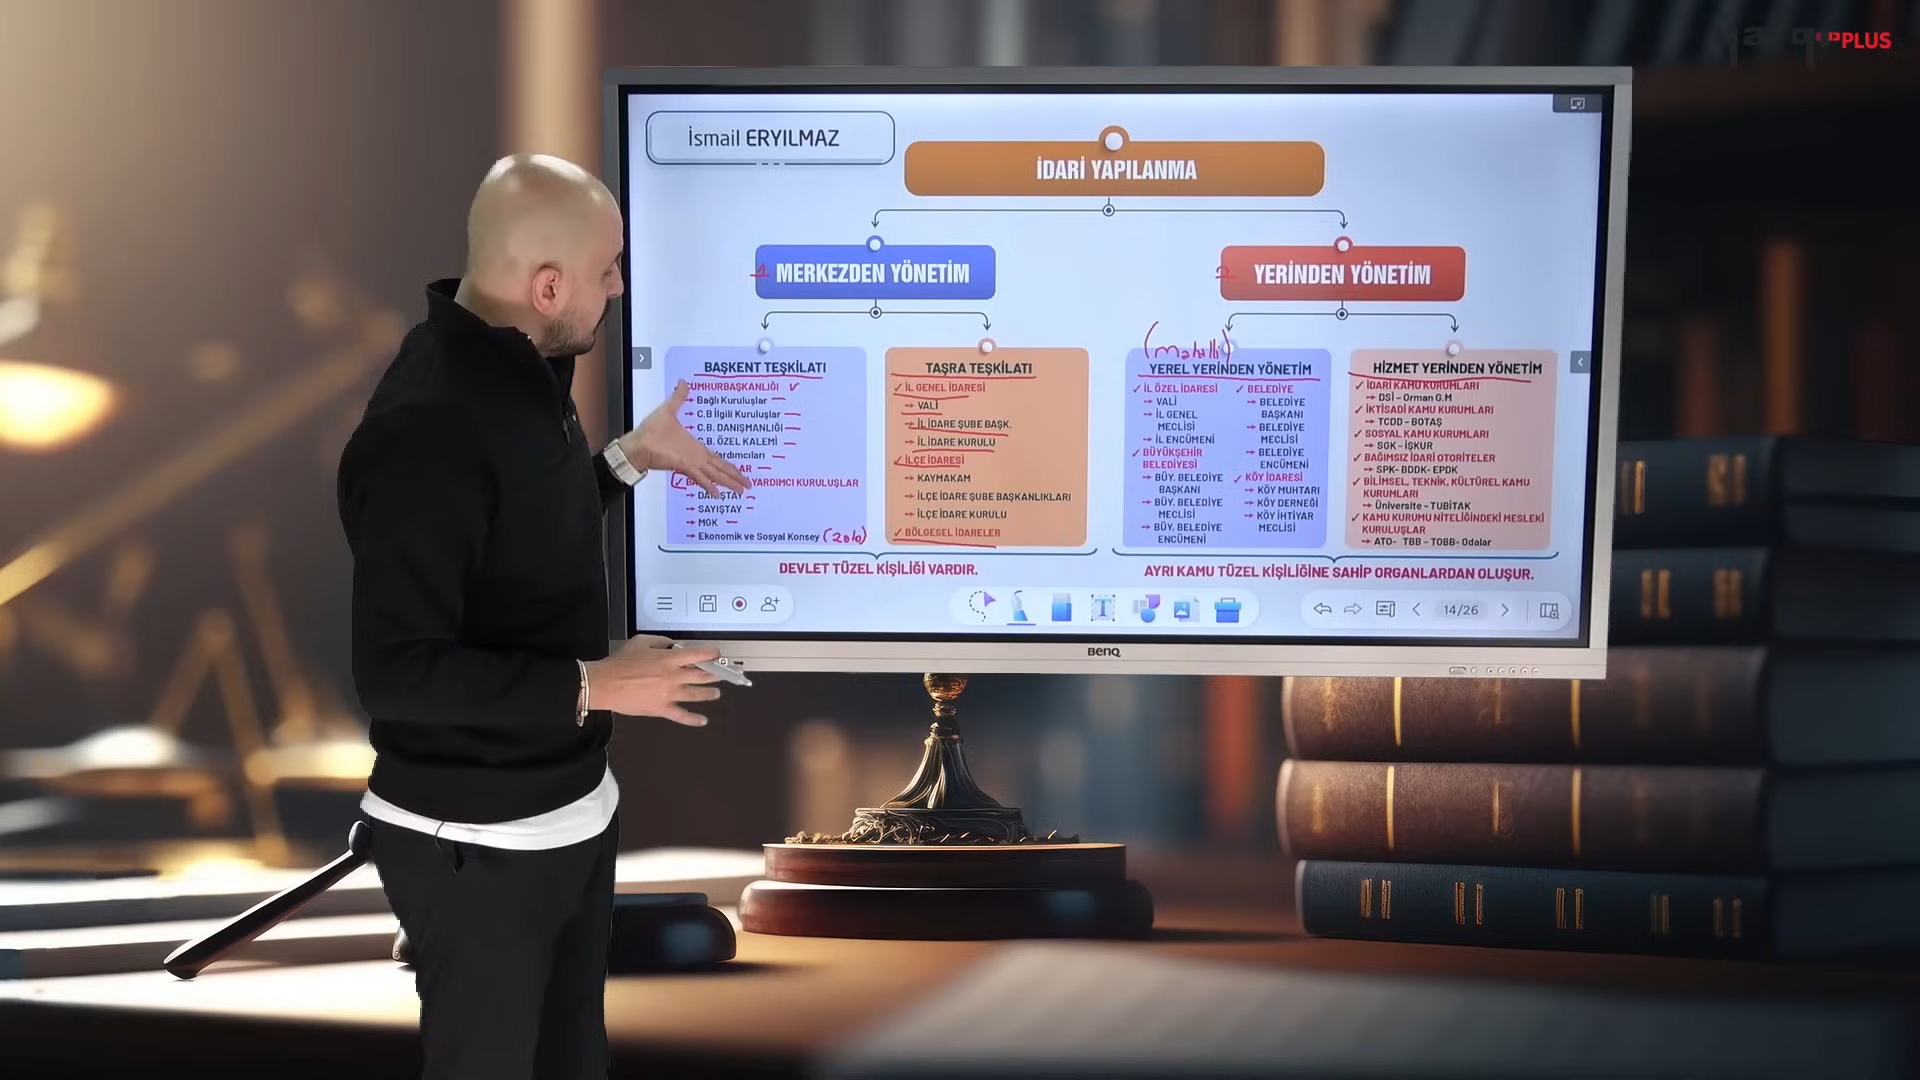 PLUS
İsmail ERYILMAZ
İDARİ YAPILANMA
1 MERKEZDEN YÖNETİM
2 YERİNDEN YÖNETİM
BAŞKENT TEŞKİLATI
CUMHURBAŞKANLIĞI
Bağlı Kuruluşlar
C.B İlgili Kuruluşlar
C.B. DANIŞMANLIĞI
C.B. ÖZEL KALEMİ
Yardımcıları
YARDIMCI KURULUŞLAR
DANIŞTAY
SAYIŞTAY
MGK
Ekonomik ve Sosyal Konsey (2010)
TAŞRA TEŞKİLATI
✓ İL GENEL İDARESİ
VALİ
İL İDARE ŞUBE BAŞK.
İL İDARE KURULU
✓ İLÇE İDARESİ
KAYMAKAM
İLÇE İDARE ŞUBE BAŞKANLIKLARI
İLÇE İDARE KURULU
✓ BÖLGESEL İDARELER
DEVLET TÜZEL KİŞİLİĞİ VARDIR.
(mahalli)
YEREL YERİNDEN YÖNETİM
✓ İL ÖZEL İDARESİ
VALİ
İL GENEL
MECLİSİ
İL ENCÜMENİ
✓ BÜYÜKŞEHİR
BELEDİYESİ
BÜY. BELEDİYE
BAŞKANI
BÜY. BELEDİYE
MECLİSİ
BÜY. BELEDİYE
ENCÜMENİ
✓ BELEDİYE
BELEDİYE
BAŞKANI
BELEDİYE
MECLİSİ
BELEDİYE
ENCÜMENİ
✓ KÖY İDARESİ
KÖY MUHTARI
KÖY DERNEĞİ
KÖY İHTİYAR
MECLİSİ
HİZMET YERİNDEN YÖNETİM
✓ İDARİ KAMU KURUMLARI
DSİ - Orman G.M
✓ İKTİSADİ KAMU KURUMLARI
TCDD - BOTAŞ
✓ SOSYAL KAMU KURUMLARI
SGK - İŞKUR
✓ BAĞIMSIZ İDARİ OTORİTELER
SPK- BDDK- EPDK
✓ BİLİMSEL, TEKNİK, KÜLTÜREL KAMU
KURUMLARI
Üniversite - TUBİTAK
✓ KAMU KURUMU NİTELİĞİNDEKİ MESLEKİ
KURULUŞLAR
ATO- TBB - TOBB- Odalar
AYRI KAMU TÜZEL KİŞİLİĞİNE SAHİP ORGANLARDAN OLUŞUR.
14/26
BenQ